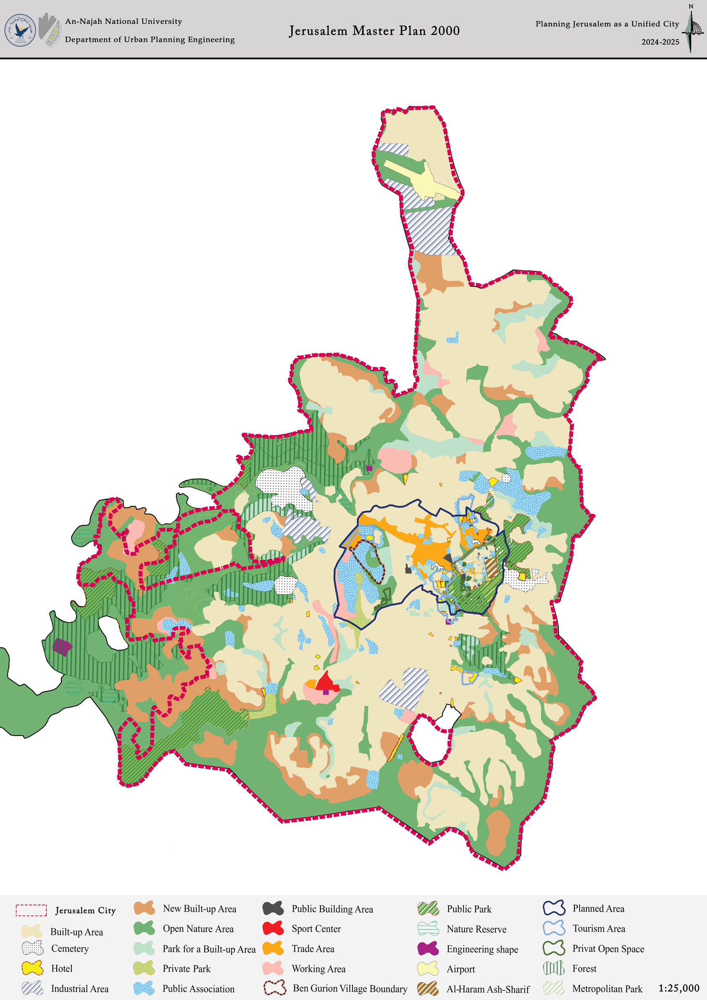 An-Najah National University
Department of Urban Planning Engineering
Jerusalem Master Plan 2000
Planning Jerusalem as a Unified City
2024-2025
N
Jerusalem City
Built-up Area
Cemetery
Hotel
Industrial Area
New Built-up Area
Open Nature Area
Park for a Built-up Area
Private Park
Public Association
Public Building Area
Sport Center
Trade Area
Working Area
Ben Gurion Village Boundary
Public Park
Nature Reserve
Engineering shape
Airport
Al-Haram Ash-Sharif
Planned Area
Tourism Area
Privat Open Space
Forest
Metropolitan Park
1:25,000